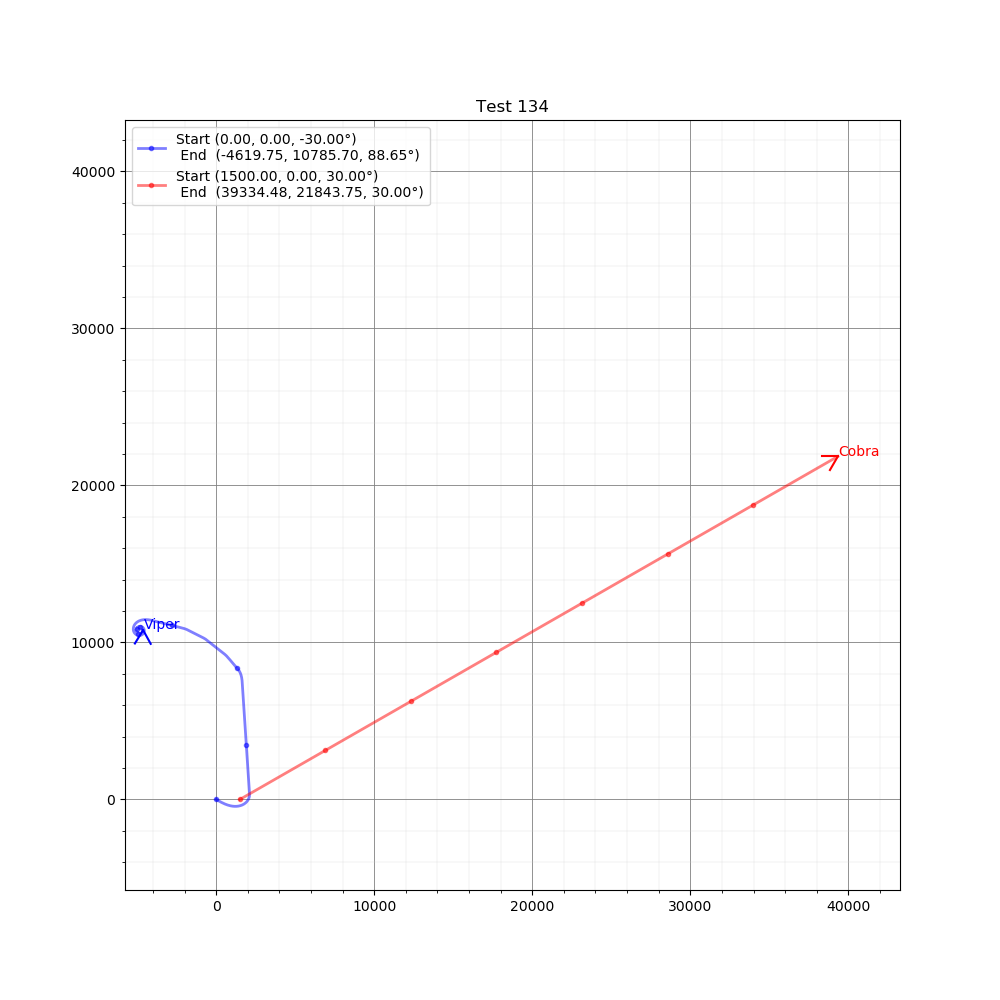 Test 134
Start (0.00, 0.00, -30.00°)
End (-4619.75, 10785.70, 88.65°)
Start (1500.00, 0.00, 30.00°)
End (39334.48, 21843.75, 30.00°)
40000
30000
20000
10000
0
Cobra
Viper
0
10000
20000
30000
40000